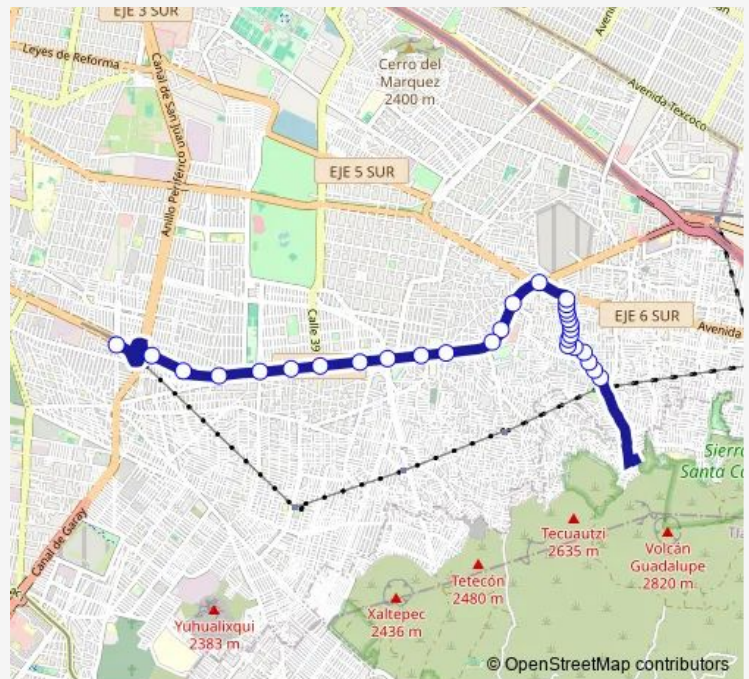 EJE 3 SUR
Leyes de Reforma
Canal de San Juan
Anillo Periférico
Cerro del
Marquez
2400 m
Avenida Texcoco
EJE 5 SUR
Calle 39
EJE 6 SUR
Avenida
Canal de Garay
Sierra
Tecuautzi
2635 m
Volcán
Guadalupe
2820 m
Tetecón
2480 m
Xaltepec
2436 m
Yuhualixqui
2383 m
© OpenStreetMap contributors